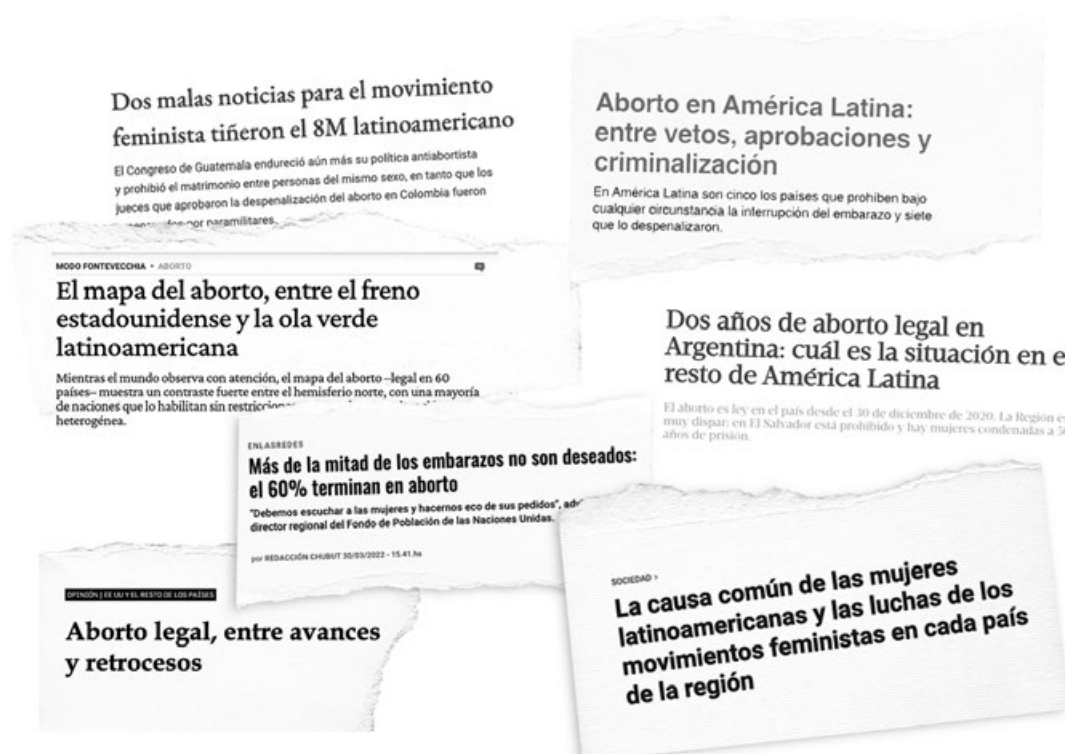 Dos malas noticias para el movimiento
feminista tiñeron el 8M latinoamericano
El Congreso de Guatemala endureció aún más su política antiabortista
y prohibió el matrimonio entre personas del mismo sexo, en tanto que los
jueces que aprobaron la despenalización del aborto en Colombia fueron
por paramilitares.
Aborto en América Latina:
entre vetos, aprobaciones y
criminalización
En América Latina son cinco los países que prohiben bajo
cualquier circunstancia la interrupción del embarazo y siete
que lo despenalizaron.
MODO FONTEVECCHIA • ABORTO
El mapa del aborto, entre el freno
estadounidense y la ola verde
latinoamericana
Mientras el mundo observa con atención, el mapa del aborto –legal en 60
países– muestra un contraste fuerte entre el hemisferio norte, con una mayoría
de naciones que lo habilitan sin
heterogénea.
Dos años de aborto legal en
Argentina: cuál es la situación en e
resto de América Latina
El aborto es ley en el país desde el 30 de diciembre de 2020. La Región es
muy dispar: en El Salvador está prohibido y hay mujeres condenadas a
años de prisión.
ENLASREDES
Más de la mitad de los embarazos no son deseados:
el 60% terminan en aborto
"Debemos escuchar a las mujeres y hacernos eco de sus pedidos",
director regional del Fondo de Población de las Naciones Unidas.
por REDACCIÓN CHUBUT 30/03/2022 - 15.41.hs
OPINIÓN | EE UU Y EL RESTO DE LOS PAÍSES
Aborto legal, entre avances
y retrocesos
SOCIEDAD >
La causa común de las mujeres
latinoamericanas y las luchas de los
movimientos feministas en cada país
de la región